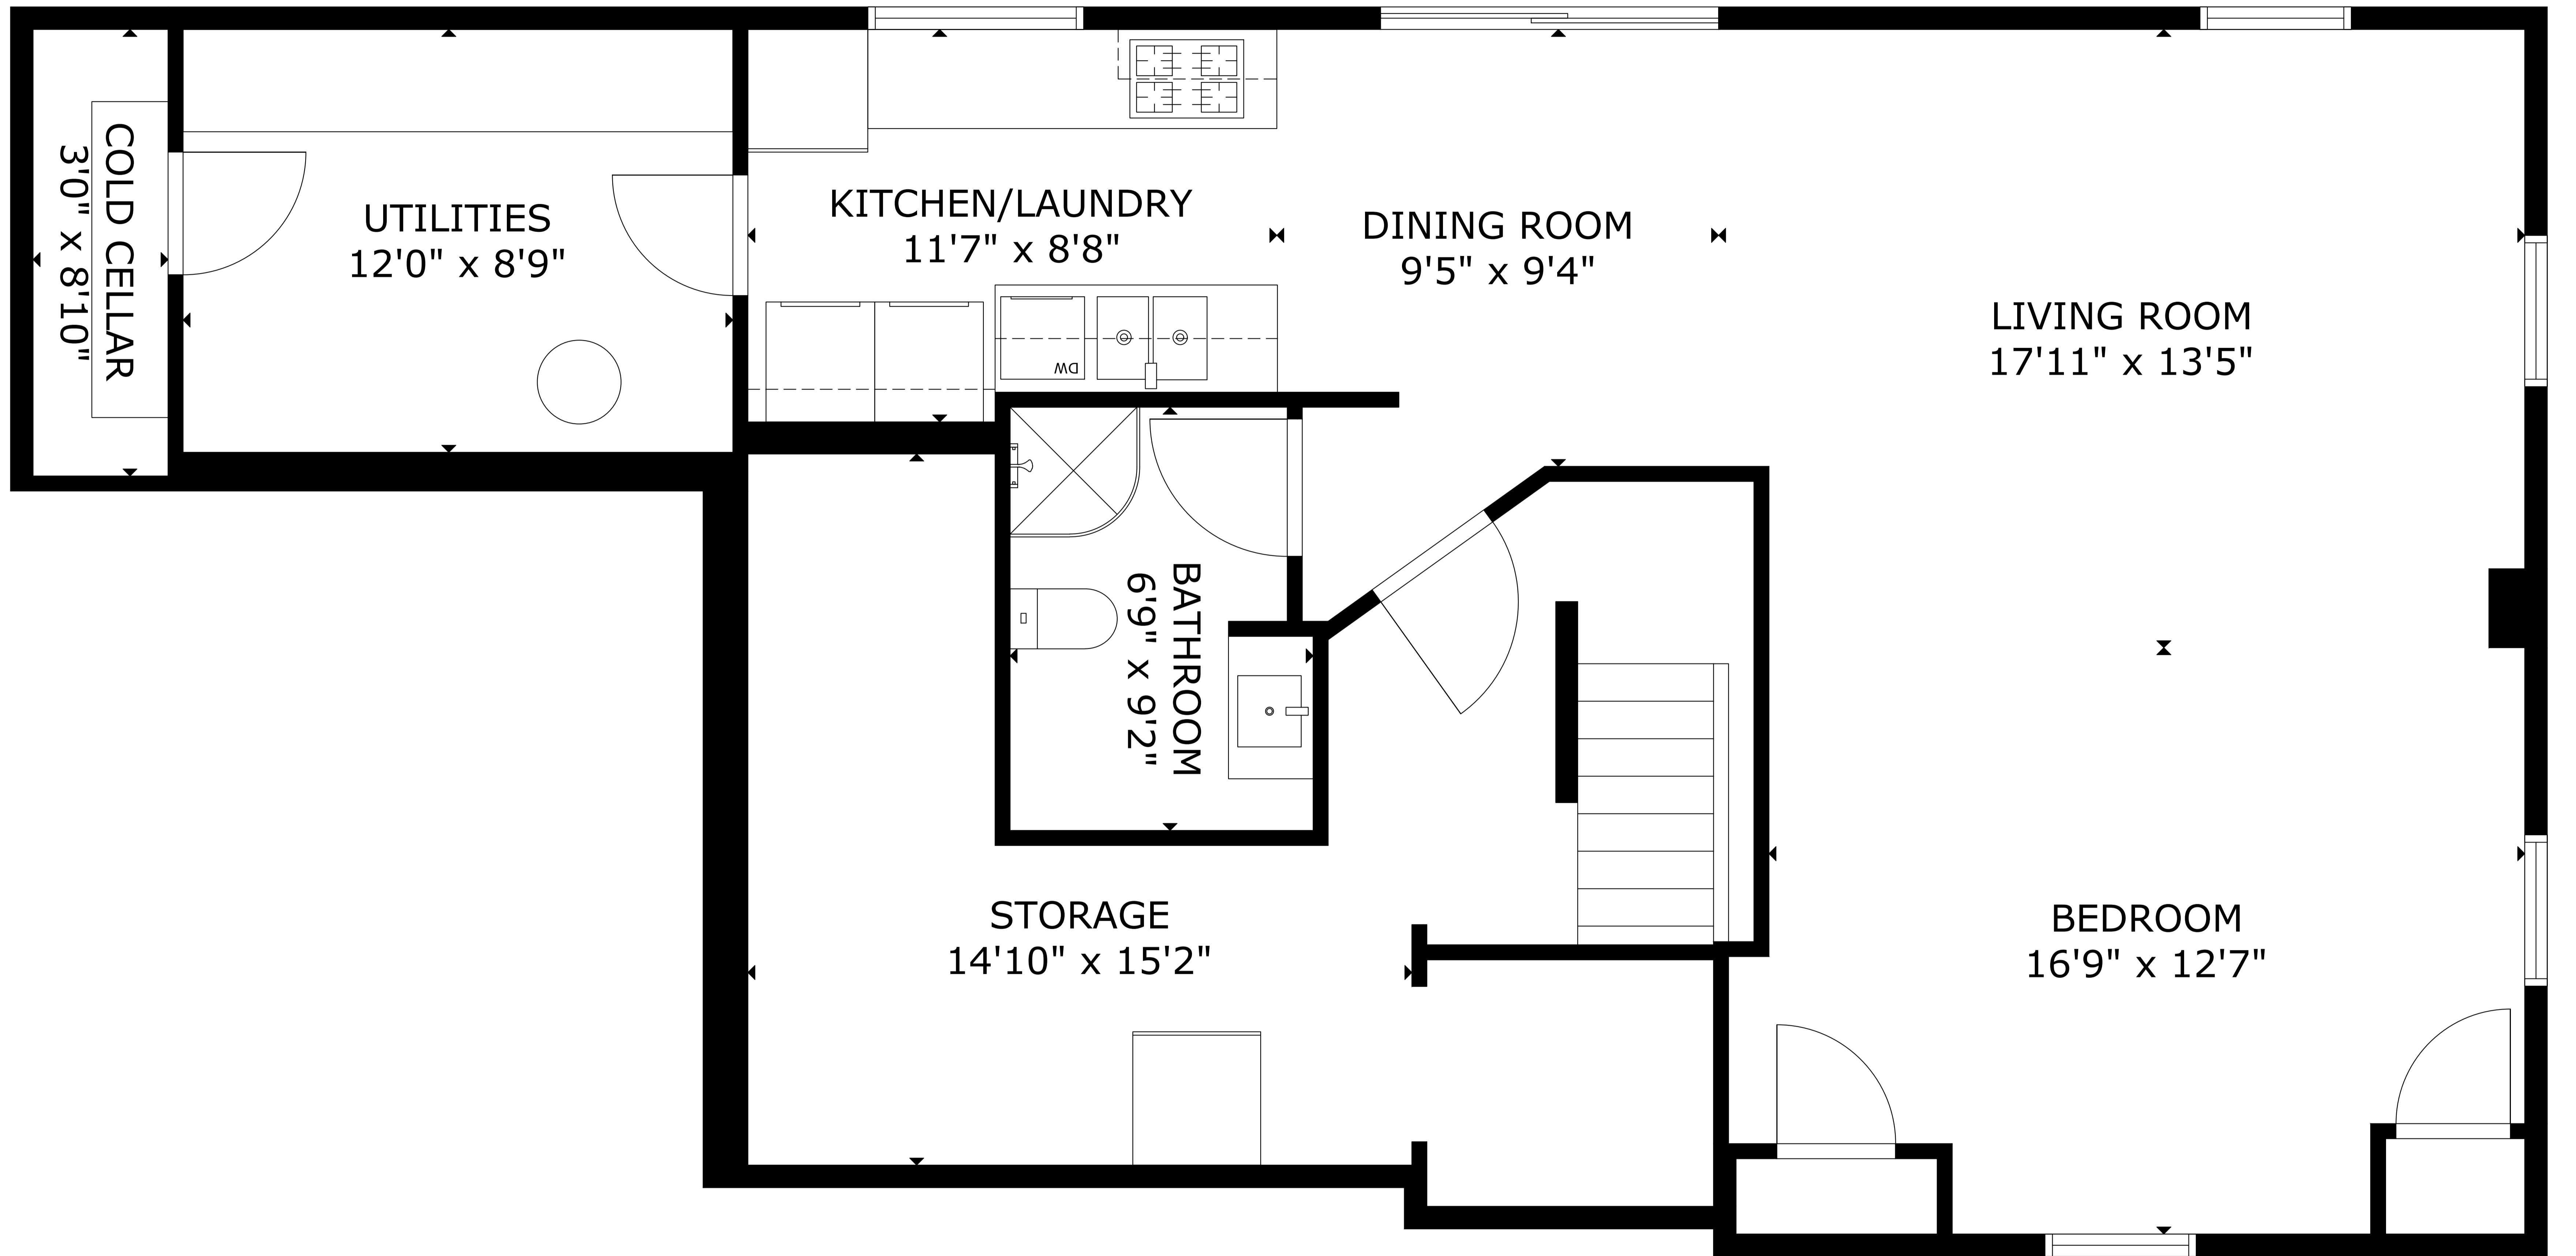 COLD CELLAR
3'0" x 8'10"
UTILITIES
12'0" x 8'9"
KITCHEN/LAUNDRY
11'7" x 8'8"
DINING ROOM
9'5" x 9'4"
LIVING ROOM
17'11" x 13'5"
DW
BATHROOM
6'9" x 9'2"
STORAGE
14'10" x 15'2"
BEDROOM
16'9" x 12'7"